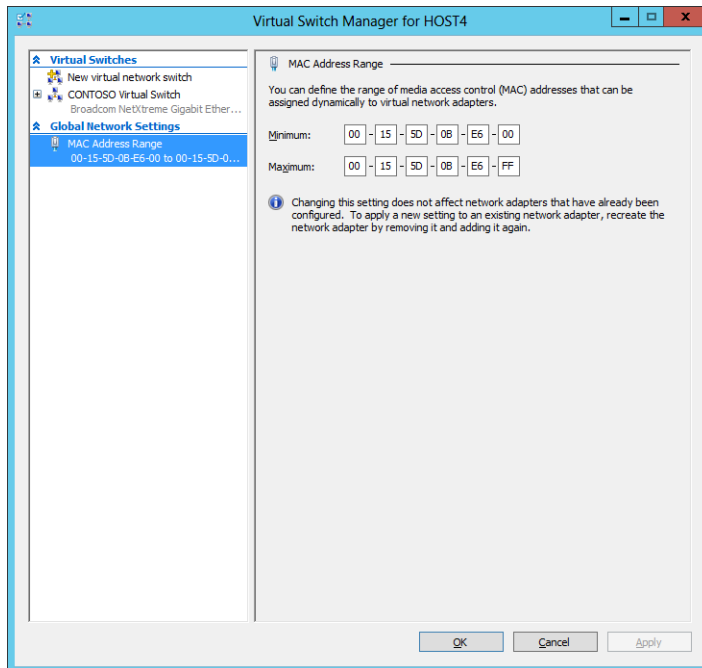 Virtual Switch Manager for HOST4
Virtual Switches
New virtual network switch
CONTOSO Virtual Switch
Broadcom NetXtreme Gigabit Ether...
Global Network Settings
MAC Address Range
00-15-5D-0B-E6-00 to 00-15-5D-0...
MAC Address Range
You can define the range of media access control (MAC) addresses that can be
assigned dynamically to virtual network adapters.
Minimum: 00 - 15 - 5D - 0B - E6 - 00
Maximum: 00 - 15 - 5D - 0B - E6 - FF
Changing this setting does not affect network adapters that have already been
configured. To apply a new setting to an existing network adapter, recreate the
network adapter by removing it and adding it again.
OK Cancel Apply